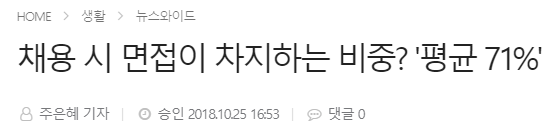 HOME > 생활 > 뉴스와이드
채용 시 면접이 차지하는 비중? '평균 71%'
주은혜 기자 | 승인 2018.10.25 16:53 | 댓글 0